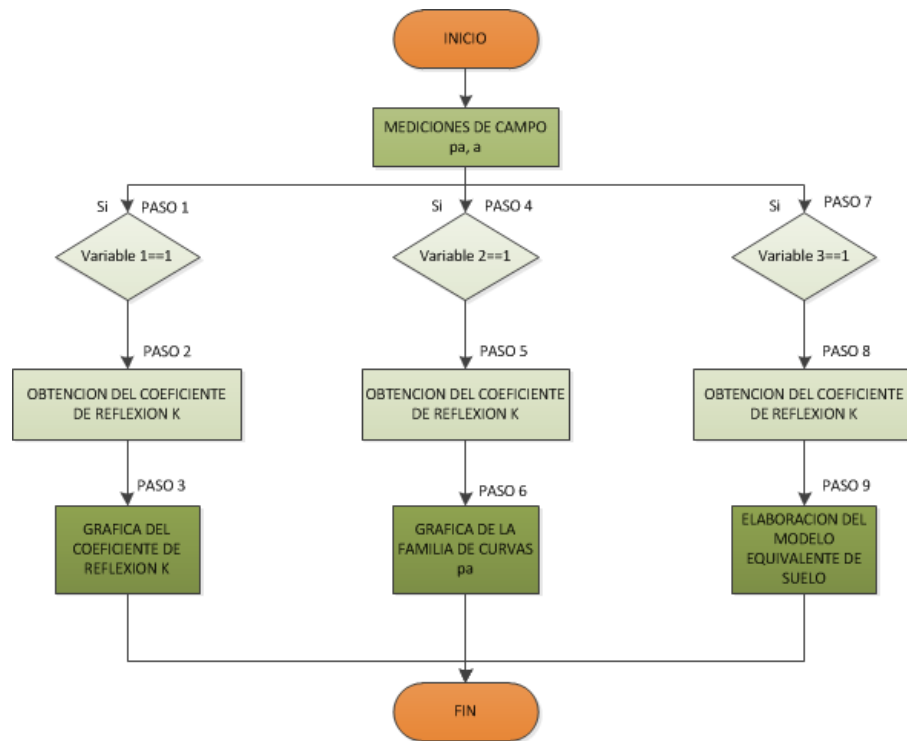 INICIO
MEDICIONES DE CAMPO
pa, a
Si PASO 1
Variable 1==1
PASO 2
OBTENCION DEL COEFICIENTE
DE REFLEXION K
PASO 3
GRAFICA DEL
COEFICIENTE DE
REFLEXION K
Si PASO 4
Variable 2==1
PASO 5
OBTENCION DEL COEFICIENTE
DE REFLEXION K
PASO 6
GRAFICA DE LA
FAMILIA DE CURVAS
pa
Si PASO 7
Variable 3==1
PASO 8
OBTENCION DEL COEFICIENTE
DE REFLEXION K
PASO 9
ELABORACION DEL
MODELO
EQUIVALENTE DE
SUELO
FIN